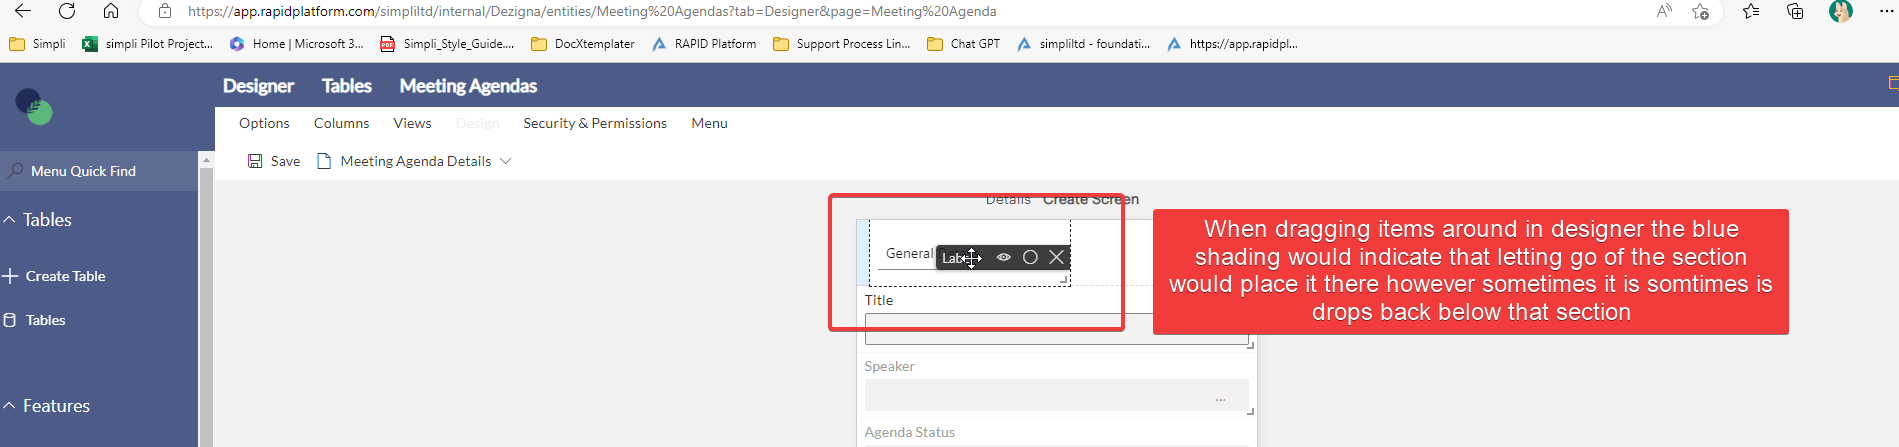 https://app.rapidplatform.com/simpliltd/internal/Dezigna/entities/Meeting%20Agendas?tab=Designer&page=Meeting%20Agenda
Simpli
simpli Pilot Project...
Home | Microsoft 3...
Simpli_Style_Guide....
DocXtemplater
RAPID Platform
Support Process Lin...
Chat GPT
simpliltd - foundati...
https://app.rapidpl...
Designer Tables Meeting Agendas
Options Columns Views Design Security & Permissions Menu
Save Meeting Agenda Details
Menu Quick Find
Tables
Create Table
Tables
Features
Details Create Screen
General
Lab
Title
Speaker
...
Agenda Status
When dragging items around in designer the blue
shading would indicate that letting go of the section
would place it there however sometimes it is somtimes is
drops back below that section